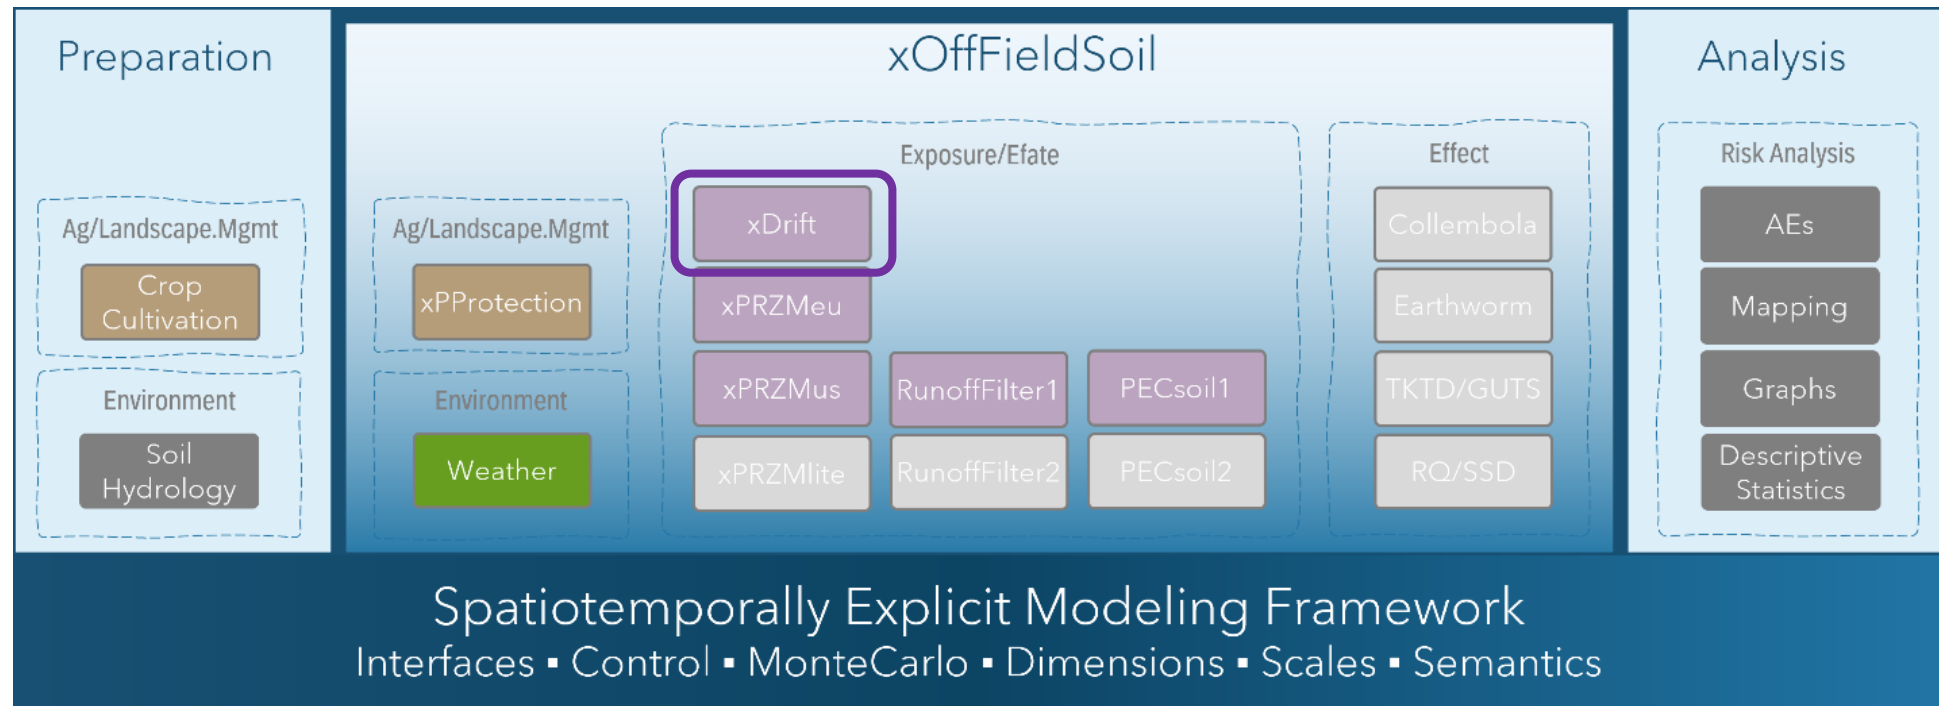 Preparation
Ag/Landscape.Mgmt
Crop
Cultivation
Environment
Soil
Hydrology
xOffFieldSoil
Ag/Landscape.Mgmt
xPProtection
Environment
Weather
Exposure/Efate
xDrift
xPRZMeu
xPRZMus
RunoffFilter1
PECsoil1
xPRZMlite
RunoffFilter2
PECsoil2
Effect
Collembola
Earthworm
TKTD/GUTS
RQ/SSD
Analysis
Risk Analysis
AEs
Mapping
Graphs
Descriptive
Statistics
Spatiotemporally Explicit Modeling Framework
Interfaces ▪ Control ▪ MonteCarlo ▪ Dimensions ▪ Scales ▪ Semantics